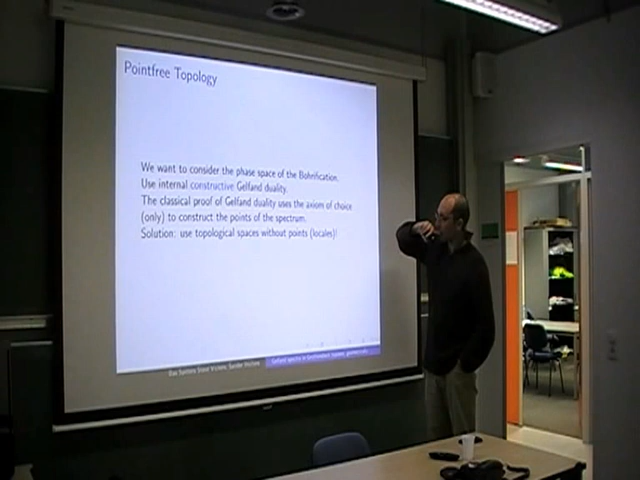 Pointfree Topology
We want to consider the phase space of the Bohrification.
Use internal constructive Gelfand duality.
The classical proof of Gelfand duality uses the axiom of choice
(only) to construct the points of the spectrum.
Solution: use topological spaces without points (locales)!